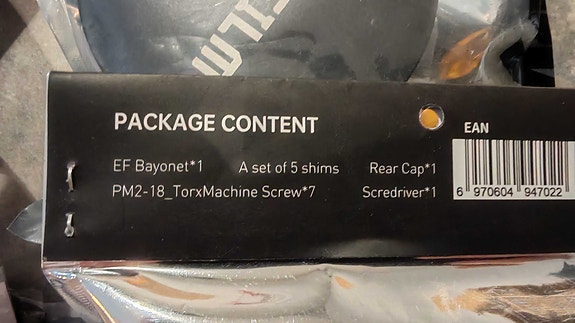 ILM
PACKAGE CONTENT
EAN
EF Bayonet*1 A set of 5 shims Rear Cap*1
PM2-18_TorxMachine Screw*7 Scredriver*1
6 970604 947022